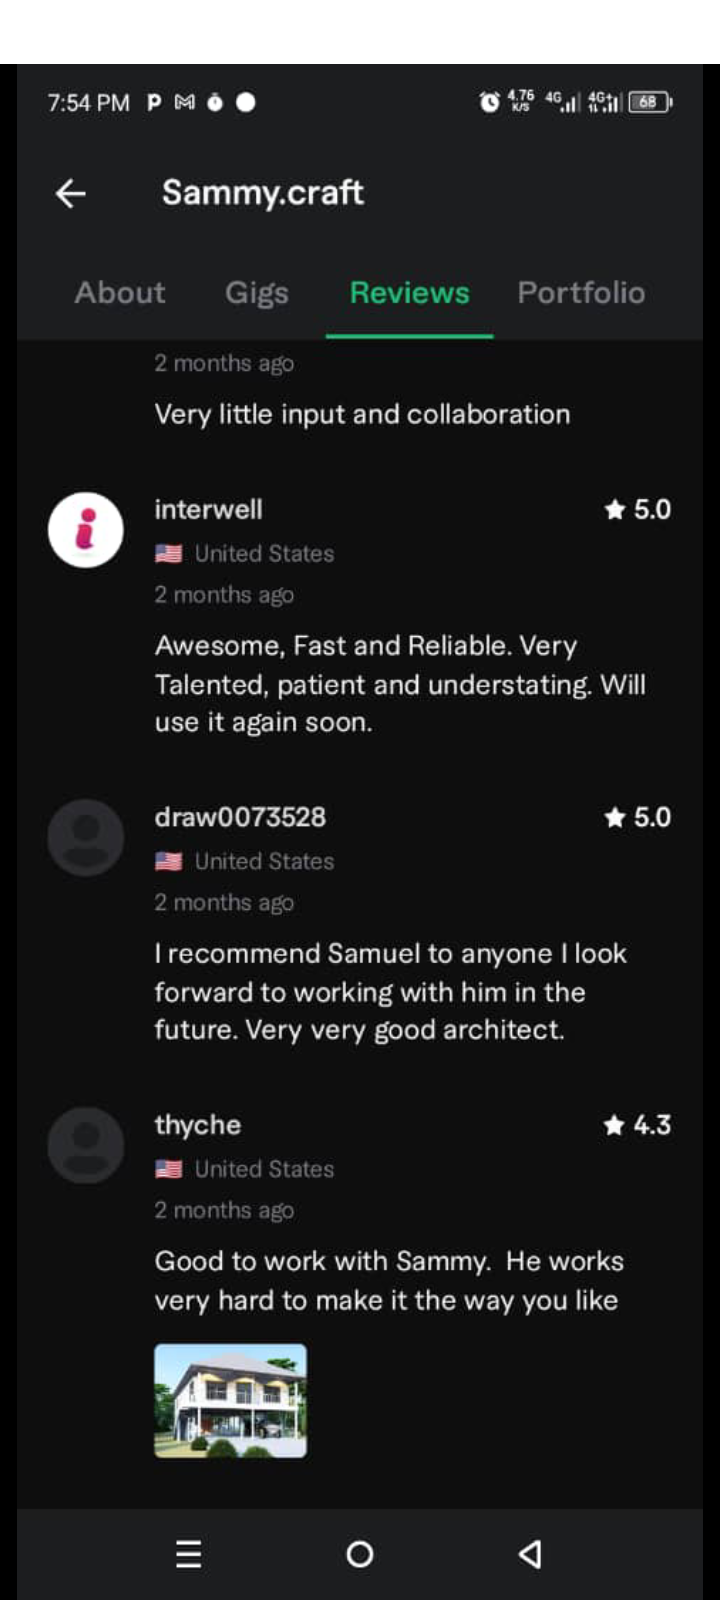 7:54 PM P M
4.76 K/S 4G 4G+ 68
Sammy.craft
About Gigs Reviews Portfolio
2 months ago
Very little input and collaboration
interwell ★ 5.0
United States
2 months ago
Awesome, Fast and Reliable. Very
Talented, patient and understating. Will
use it again soon.
draw0073528 ★ 5.0
United States
2 months ago
I recommend Samuel to anyone I look
forward to working with him in the
future. Very very good architect.
thyche ★ 4.3
United States
2 months ago
Good to work with Sammy.  He works
very hard to make it the way you like